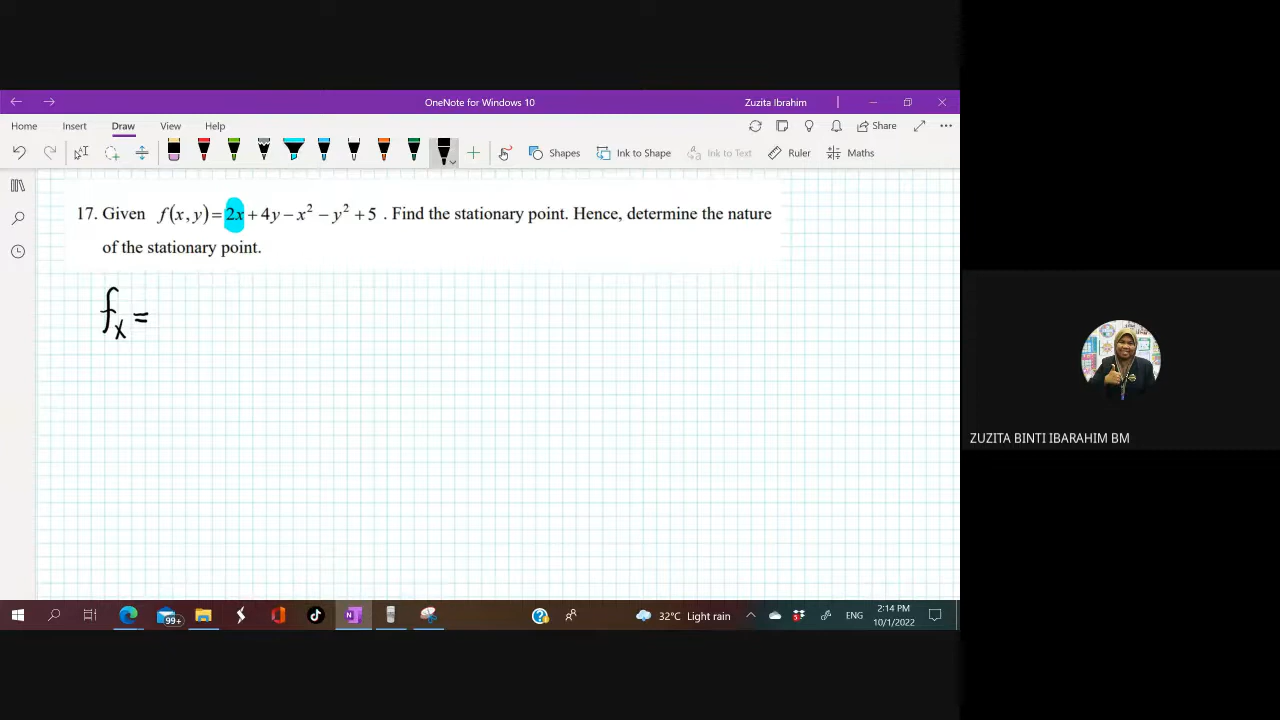 OneNote for Windows 10
Zuzita Ibrahim
Home Insert Draw View Help
Share
Shapes Ink to Shape Ink to Text Ruler Maths
17. Given f(x, y) = 2x + 4y − x² − y² + 5 . Find the stationary point. Hence, determine the nature
of the stationary point.
fₓ =
ZUZITA BINTI IBARAHIM BM
99+
32°C Light rain
ENG
2:14 PM
10/1/2022